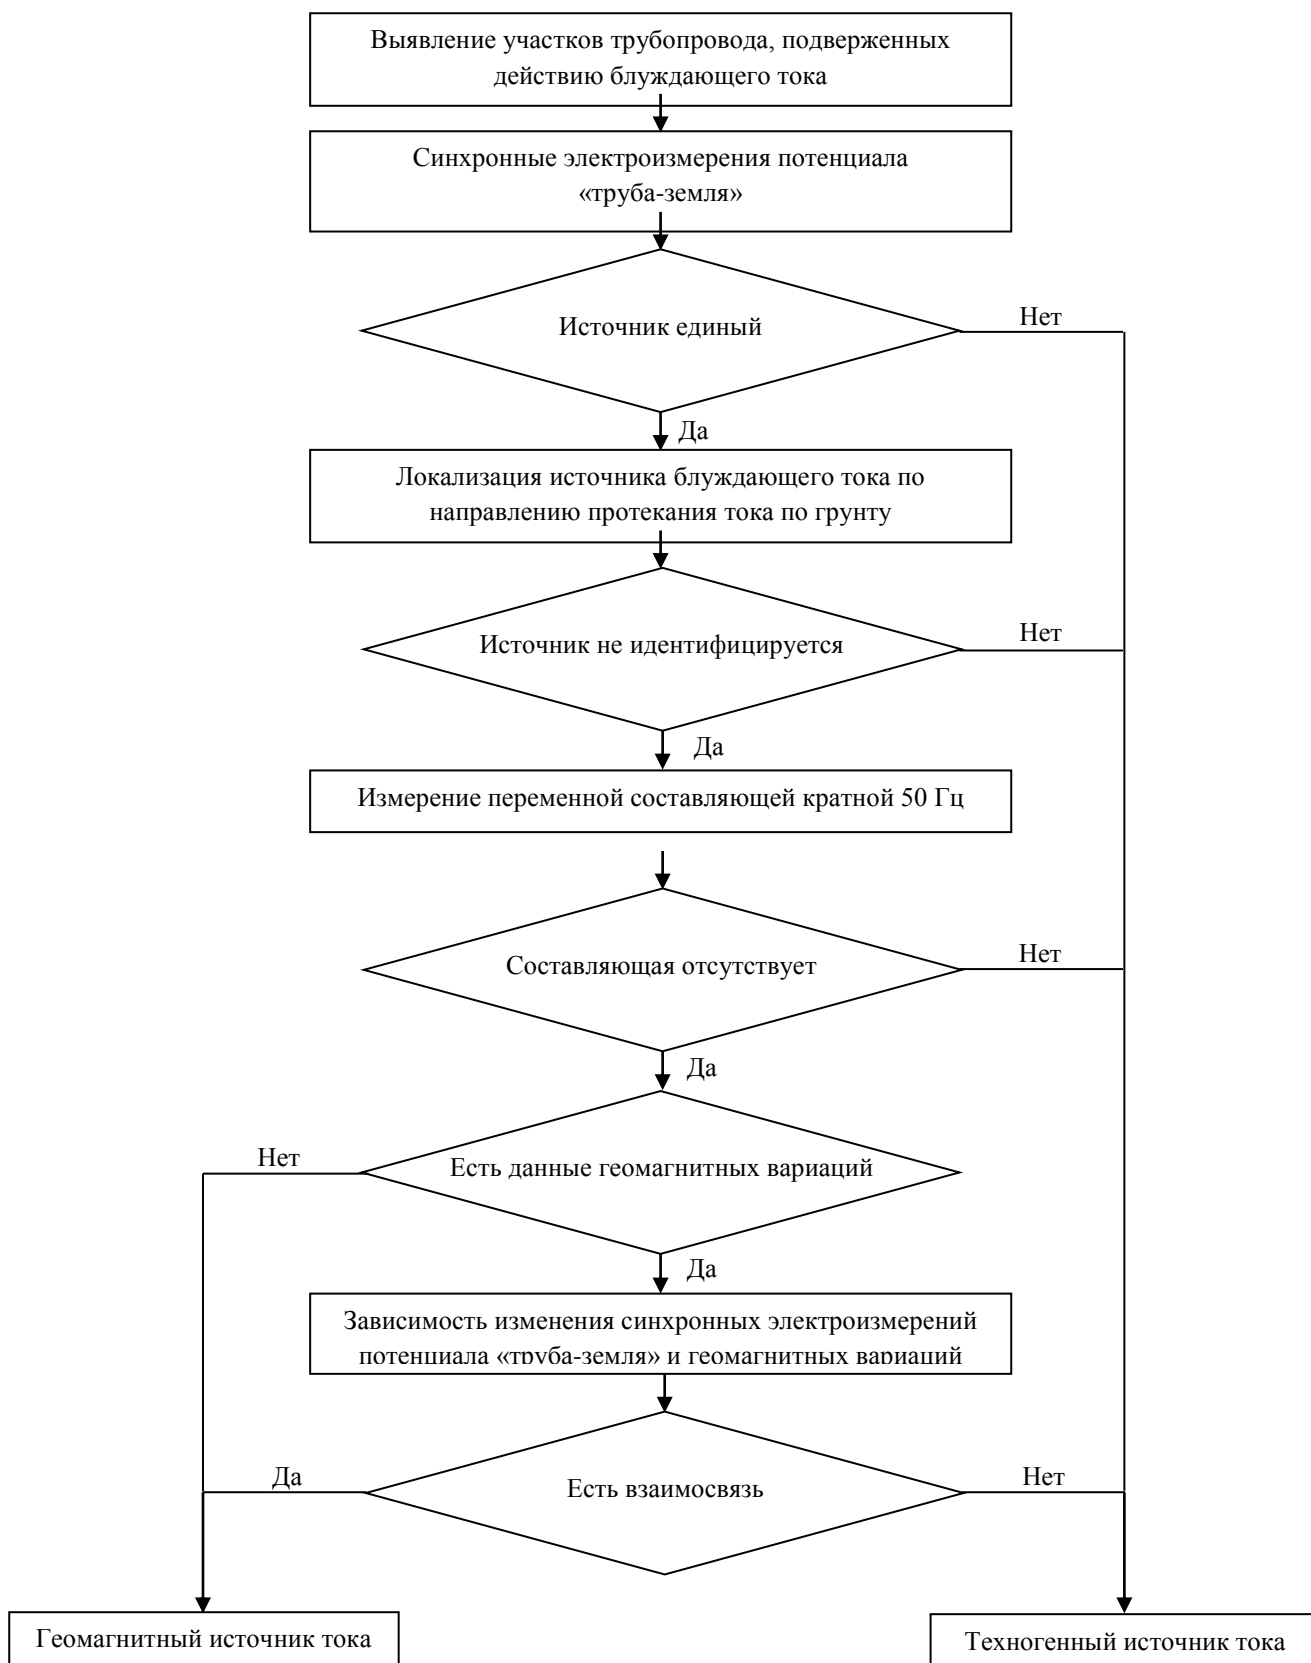 Выявление участков трубопровода, подверженных
действию блуждающего тока
Синхронные электроизмерения потенциала
«труба-земля»
Источник единый
Нет
Да
Локализация источника блуждающего тока по
направлению протекания тока по грунту
Источник не идентифицируется
Нет
Да
Измерение переменной составляющей кратной 50 Гц
Составляющая отсутствует
Нет
Да
Нет
Есть данные геомагнитных вариаций
Да
Зависимость изменения синхронных электроизмерений
потенциала «труба-земля» и геомагнитных вариаций
Да
Есть взаимосвязь
Нет
Геомагнитный источник тока
Техногенный источник тока